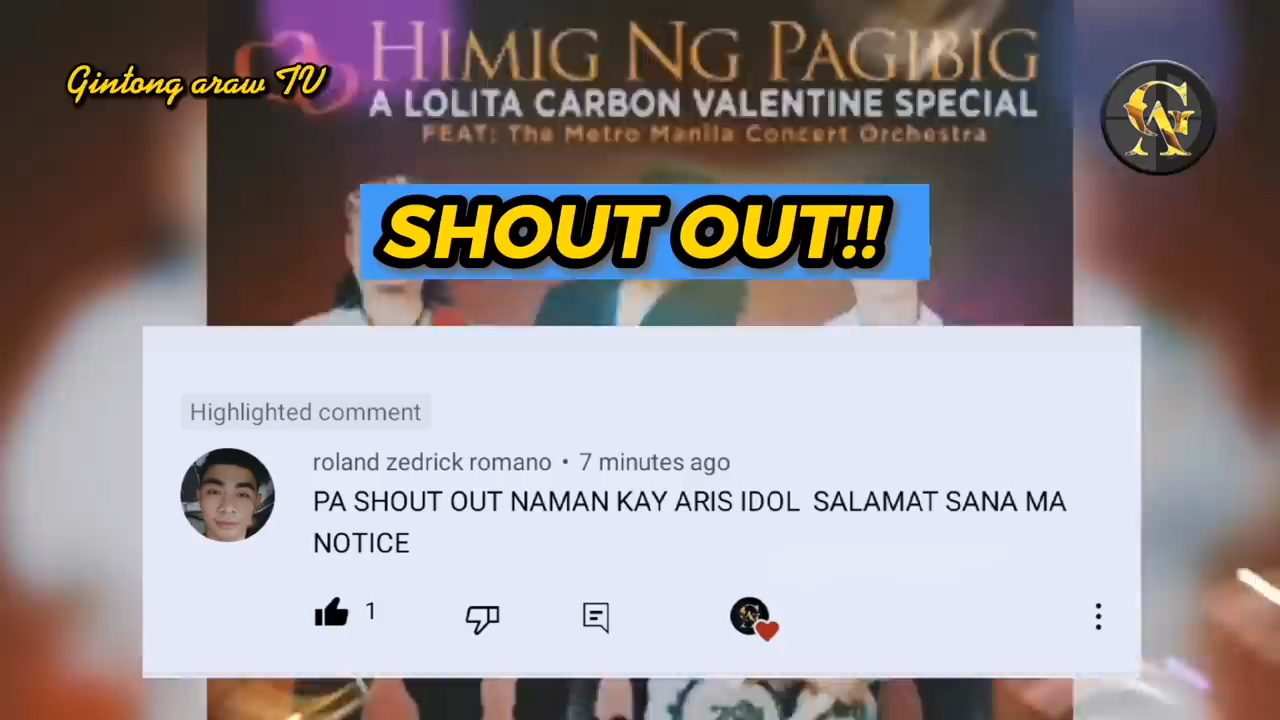 HIMIG NG PAGIBIG
Gintong araw TV
A LOLITA CARBON VALENTINE SPECIAL
FEAT: The Metro Manila Concert Orchestra
SHOUT OUT!!
Highlighted comment
roland zedrick romano • 7 minutes ago
PA SHOUT OUT NAMAN KAY ARIS IDOL SALAMAT SANA MA
NOTICE
1